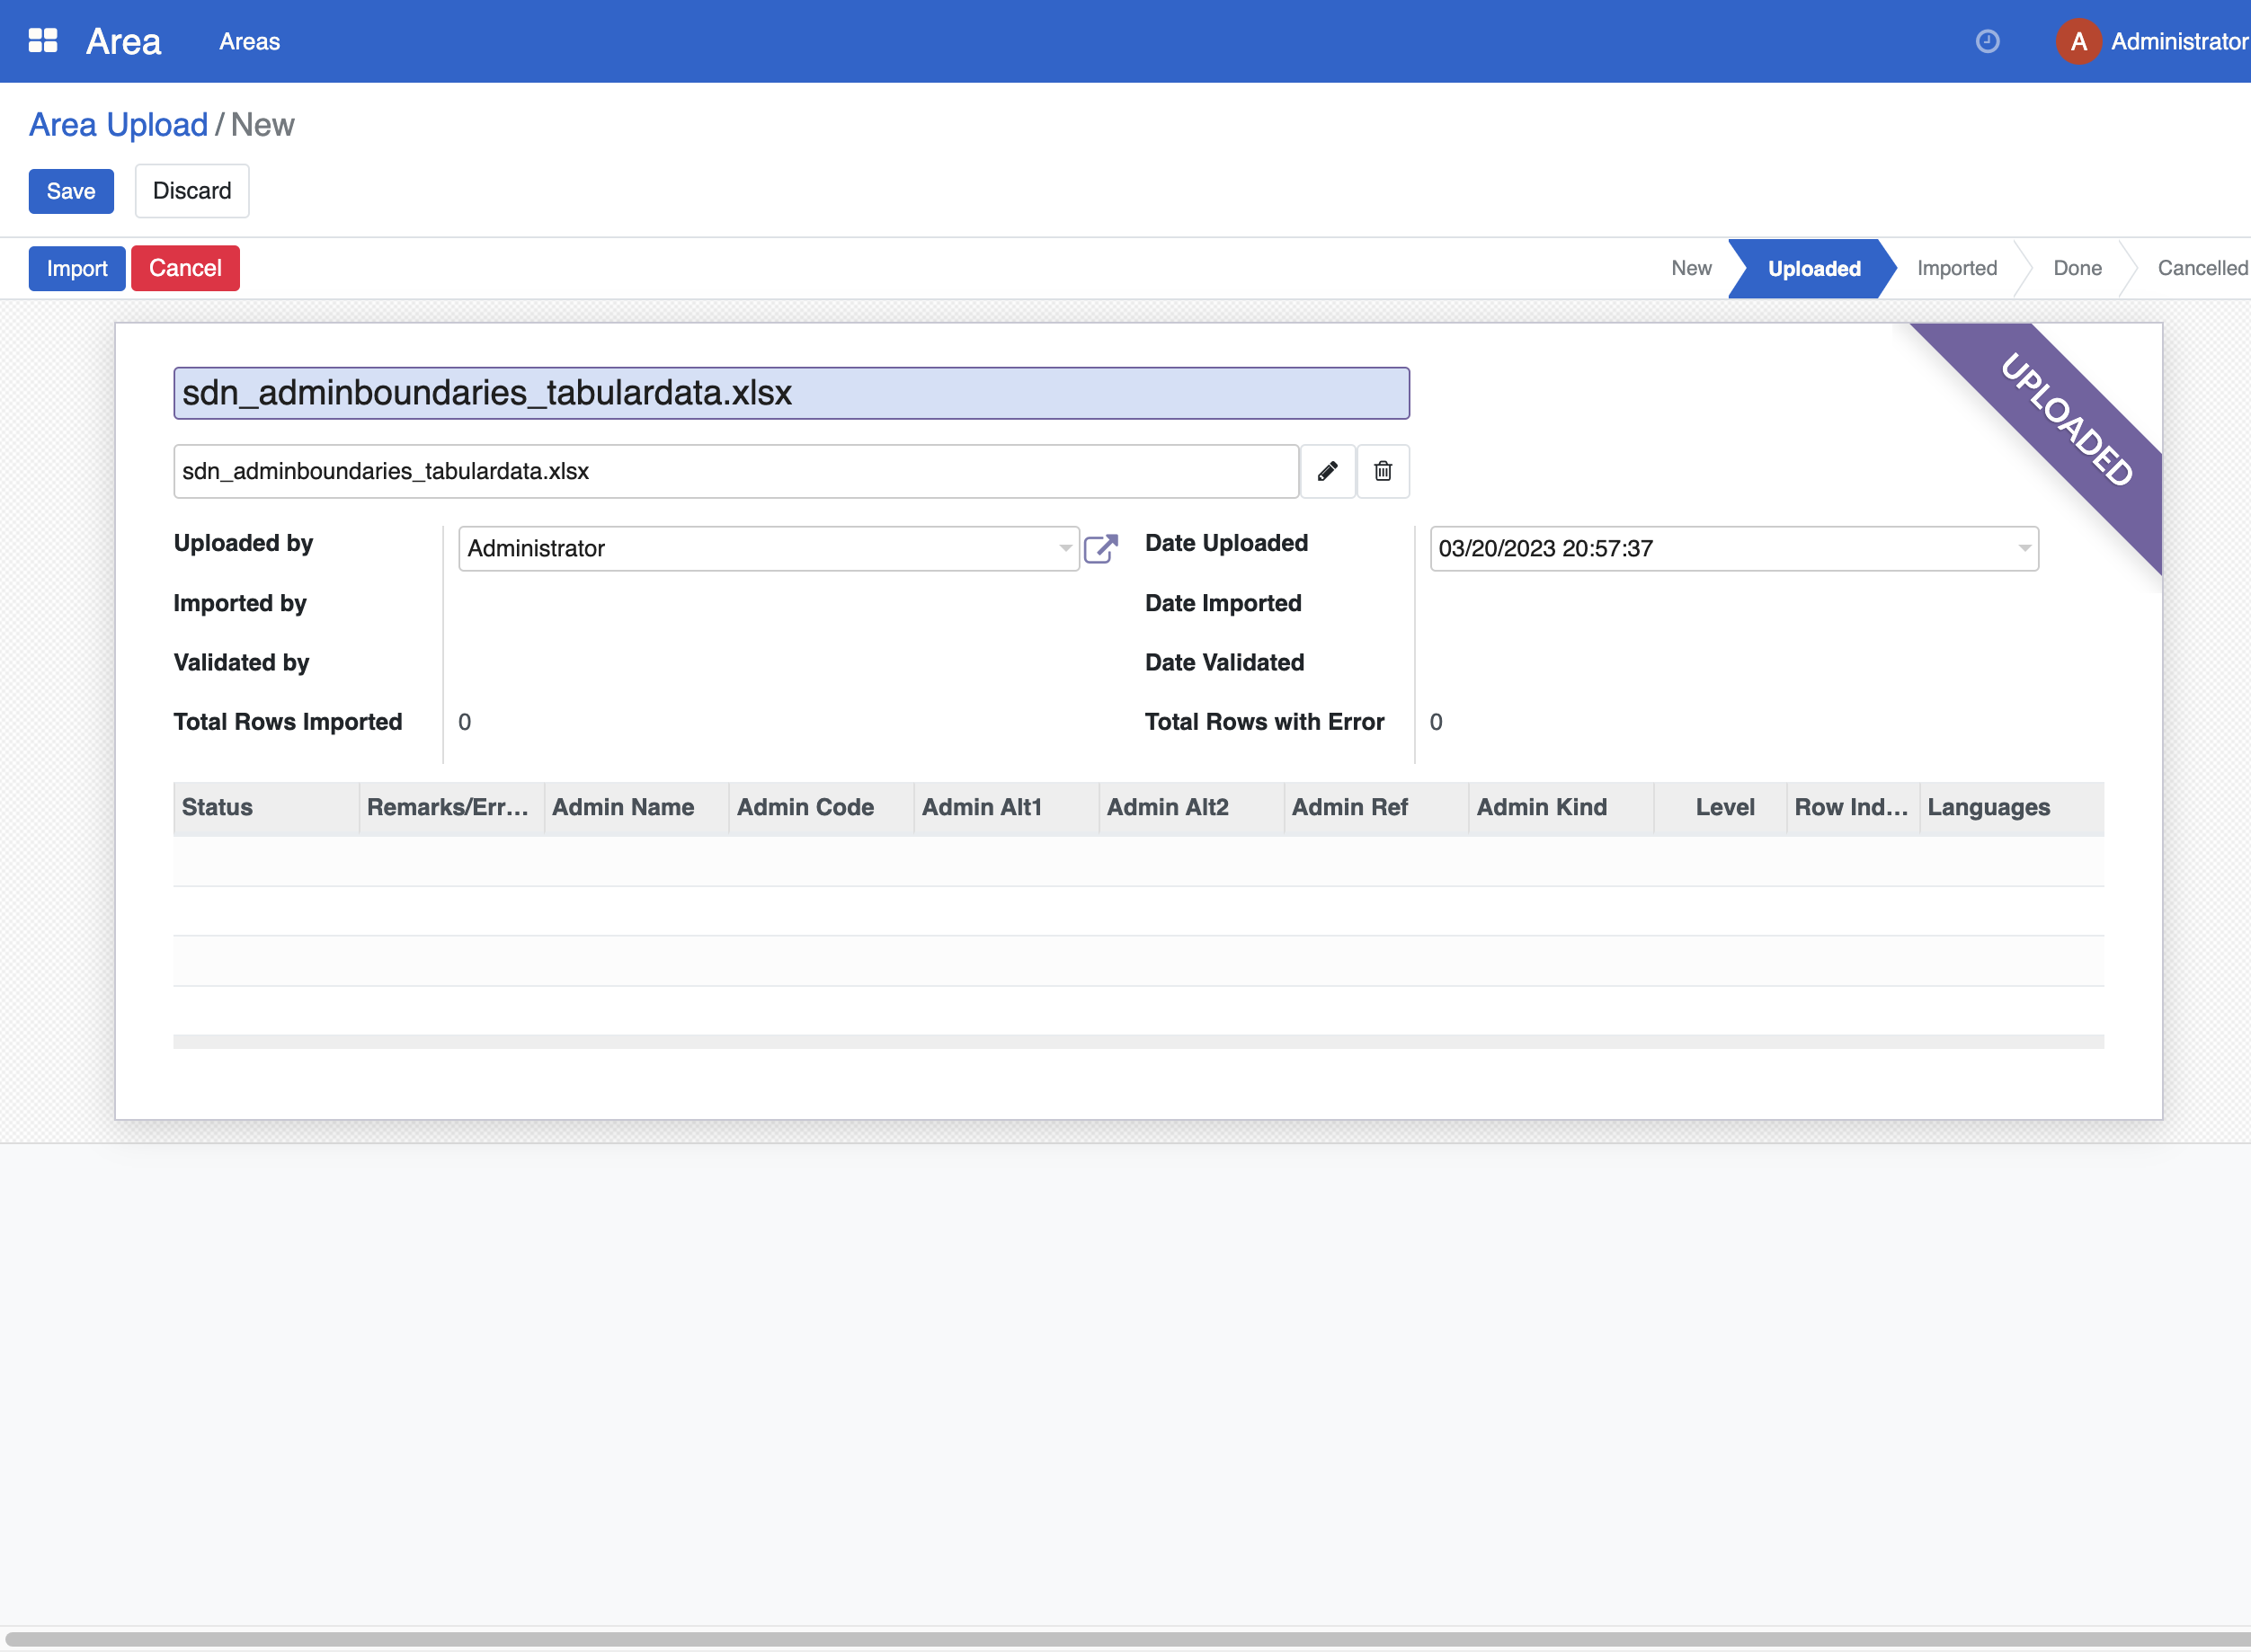 Area Areas A Administrator
Area Upload / New
Save Discard
Import Cancel New Uploaded Imported Done Cancelled
UPLOADED
sdn_adminboundaries_tabulardata.xlsx
sdn_adminboundaries_tabulardata.xlsx
Uploaded by Administrator Date Uploaded 03/20/2023 20:57:37
Imported by Date Imported
Validated by Date Validated
Total Rows Imported 0 Total Rows with Error 0
Status Remarks/Err... Admin Name Admin Code Admin Alt1 Admin Alt2 Admin Ref Admin Kind Level Row Ind... Languages